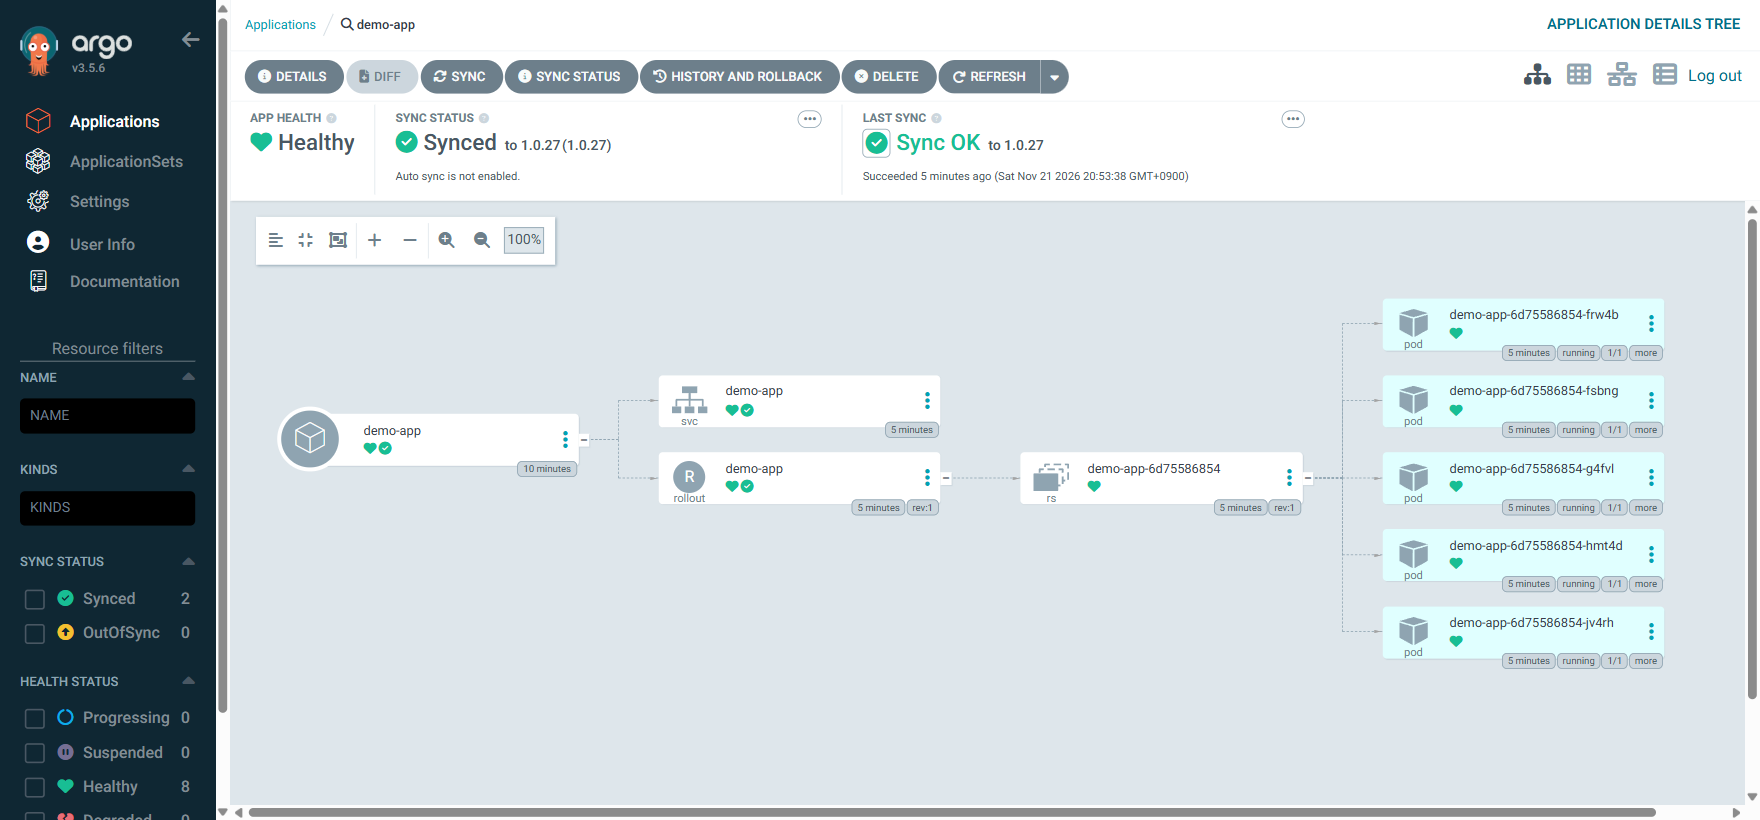 argo
v3.5.6
Applications
ApplicationSets
Settings
User Info
Documentation
Resource filters
NAME
NAME
KINDS
KINDS
SYNC STATUS
Synced 2
OutOfSync 0
HEALTH STATUS
Progressing 0
Suspended 0
Healthy 8
Degraded 0
Applications / demo-app
APPLICATION DETAILS TREE
DETAILS DIFF SYNC SYNC STATUS HISTORY AND ROLLBACK DELETE REFRESH
Log out
APP HEALTH
Healthy
SYNC STATUS
Synced to 1.0.27 (1.0.27)
Auto sync is not enabled.
LAST SYNC
Sync OK to 1.0.27
Succeeded 5 minutes ago (Sat Nov 21 2026 20:53:38 GMT+0900)
100%
demo-app
10 minutes
demo-app
svc
5 minutes
demo-app
R
rollout
5 minutes rev:1
demo-app-6d75586854
rs
5 minutes rev:1
demo-app-6d75586854-frw4b
pod
5 minutes running 1/1 more
demo-app-6d75586854-fsbng
pod
5 minutes running 1/1 more
demo-app-6d75586854-g4fvl
pod
5 minutes running 1/1 more
demo-app-6d75586854-hmt4d
pod
5 minutes running 1/1 more
demo-app-6d75586854-jv4rh
pod
5 minutes running 1/1 more